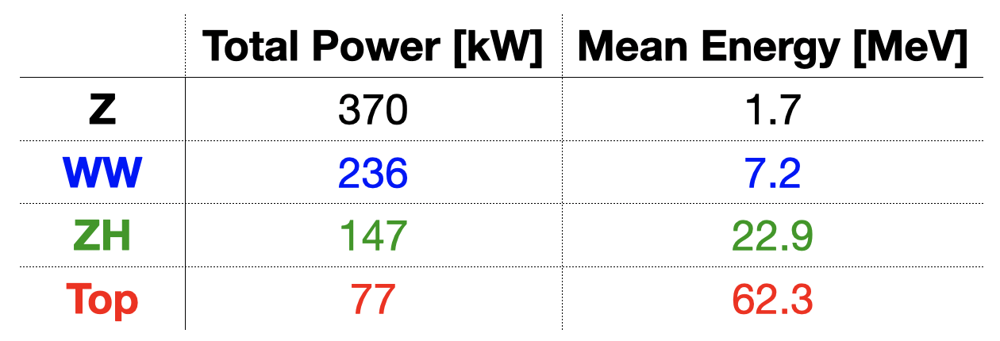 Total Power [kW] Mean Energy [MeV]
Z 370 1.7
WW 236 7.2
ZH 147 22.9
Top 77 62.3